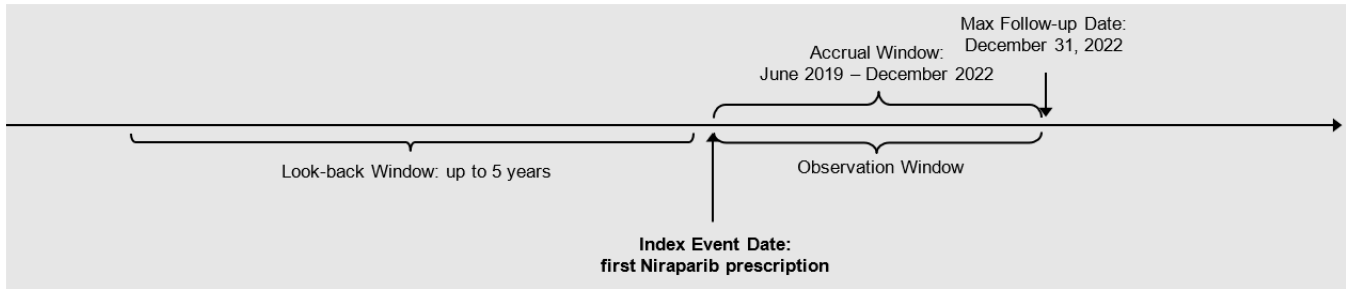 Max Follow-up Date:
December 31, 2022
Accrual Window:
June 2019 – December 2022
Look-back Window: up to 5 years
Observation Window
Index Event Date:
first Niraparib prescription